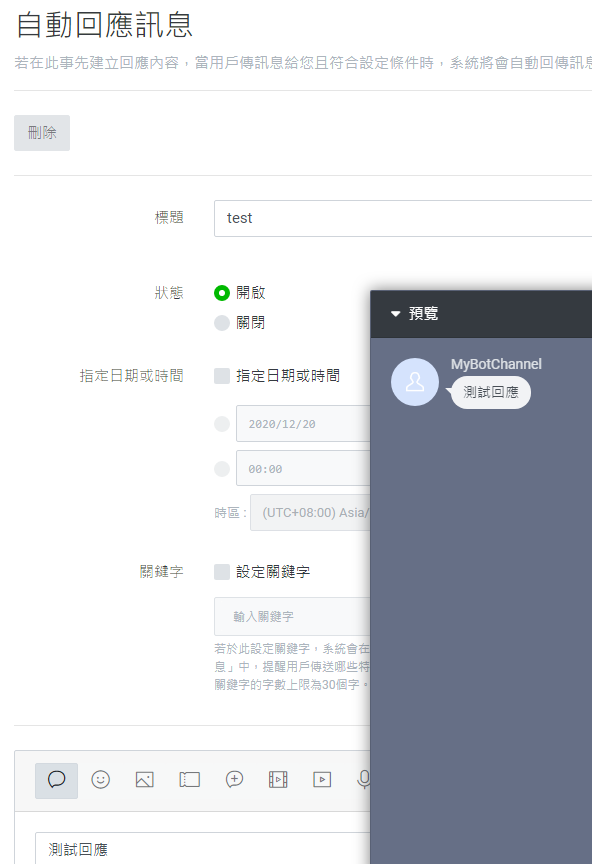 自動回應訊息
若在此事先建立回應內容，當用戶傳訊息給您且符合設定條件時，系統將會自動回傳訊息
刪除
標題
test
狀態
開啟
關閉
預覽
MyBotChannel
測試回應
指定日期或時間
指定日期或時間
2020/12/20
00:00
時區 :
(UTC+08:00) Asia/
關鍵字
設定關鍵字
輸入關鍵字
若於此設定關鍵字，系統會在
息」中，提醒用戶傳送哪些特
關鍵字的字數上限為30個字。
測試回應